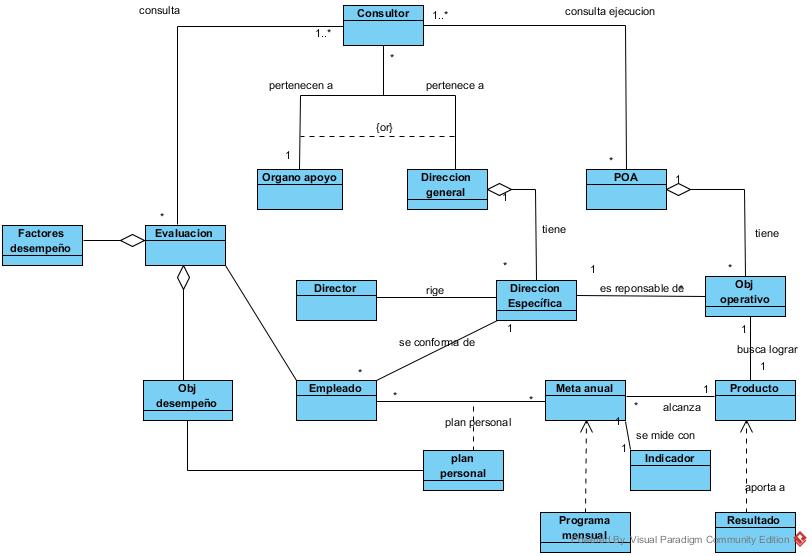 consulta
Consultor
1..*
consulta ejecucion
1..*
*
pertenecen a
pertenece a
{or}
1
*
Organo apoyo
Direccion
general
1
POA
1
*
Factores
desempeño
Evaluacion
tiene
tiene
*
1
*
Director
rige
Direccion
Específica
es reponsable de
*
Obj
operativo
1
se conforma de
1
busca lograr
1
*
Obj
desempeño
Empleado
*
*
Meta anual
1
*
alcanza
Producto
plan personal
1
se mide con
1
plan
personal
Indicador
aporta a
Programa
mensual
Resultado
Powered By Visual Paradigm Community Edition